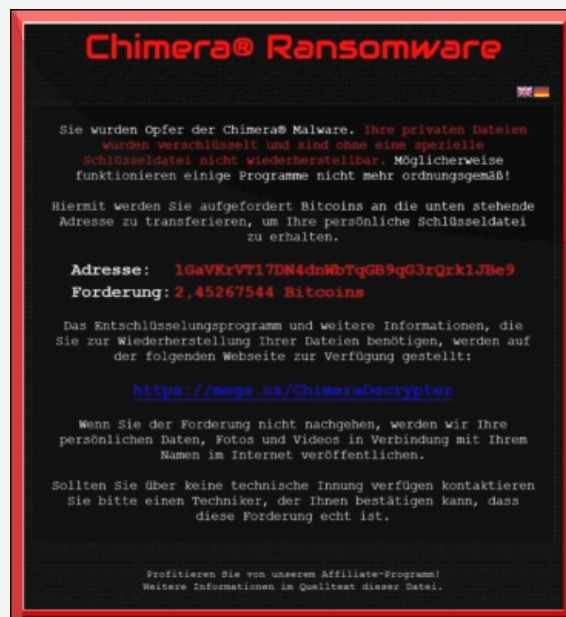 Chimera® Ransomware
Sie wurden Opfer der Chimera® Malware. Ihre privaten Dateien
wurden verschlüsselt und sind ohne eine spezielle
Schlüsseldatei nicht wiederherstellbar. Möglicherweise
funktionieren einige Programme nicht mehr ordnungsgemäß!
Hiermit werden Sie aufgefordert Bitcoins an die unten stehende
Adresse zu transferieren, um Ihre persönliche Schlüsseldatei
zu erhalten.
Adresse: 1GaVKrVT17DN4dnWbTqGB9qG3rQrk1JBe9
Forderung: 2,45267544 Bitcoins
Das Entschlüsselungsprogramm und weitere Informationen, die
Sie zur Wiederherstellung Ihrer Dateien benötigen, werden auf
der folgenden Webseite zur Verfügung gestellt:
https://mega.nz/ChimeraDecrypter
Wenn Sie der Forderung nicht nachgehen, werden wir Ihre
persönlichen Daten, Fotos und Videos in Verbindung mit Ihrem
Namen im Internet veröffentlichen.
Sollten Sie über keine technische Innung verfügen kontaktieren
Sie bitte einen Techniker, der Ihnen bestätigen kann, dass
diese Forderung echt ist.
Profitieren Sie von unserem Affiliate-Programm!
Weitere Informationen im Quelltext dieser Datei.